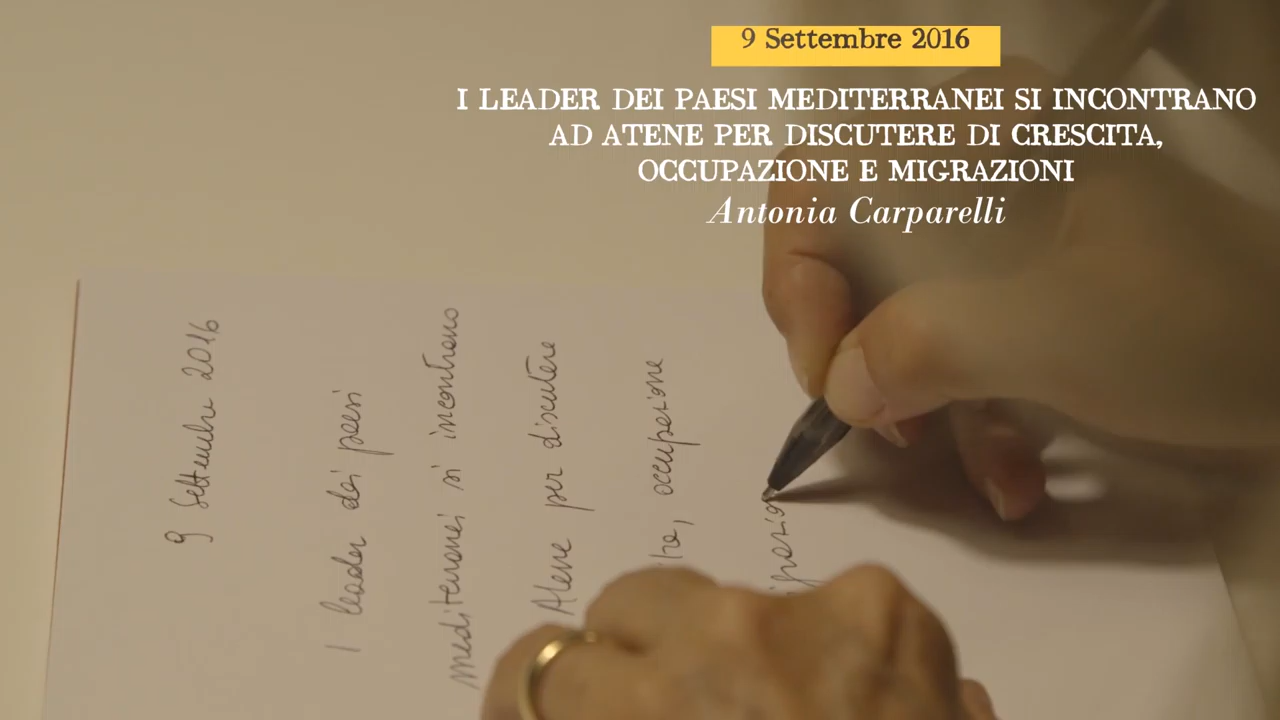 9 Settembre 2016
I LEADER DEI PAESI MEDITERRANEI SI INCONTRANO
AD ATENE PER DISCUTERE DI CRESCITA,
OCCUPAZIONE E MIGRAZIONI
Antonia Carparelli
9 Settembre 2016
I leader dei paesi
mediterranei si incontrano
Atene per discutere
occupazione